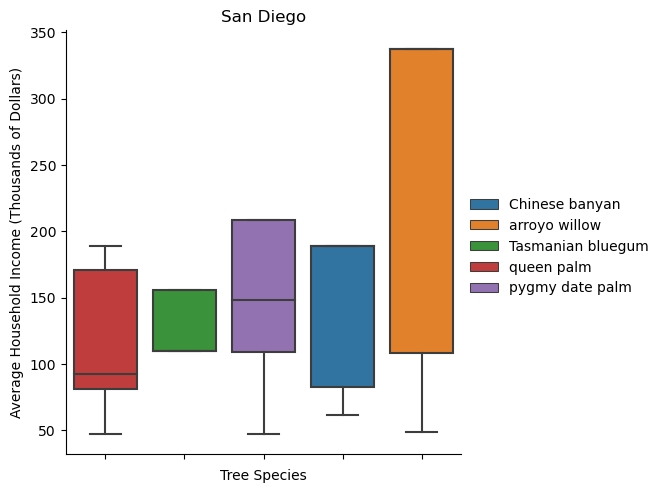 San Diego
Average Household Income (Thousands of Dollars)
350
300
250
200
150
100
50
Tree Species
Chinese banyan
arroyo willow
Tasmanian bluegum
queen palm
pygmy date palm